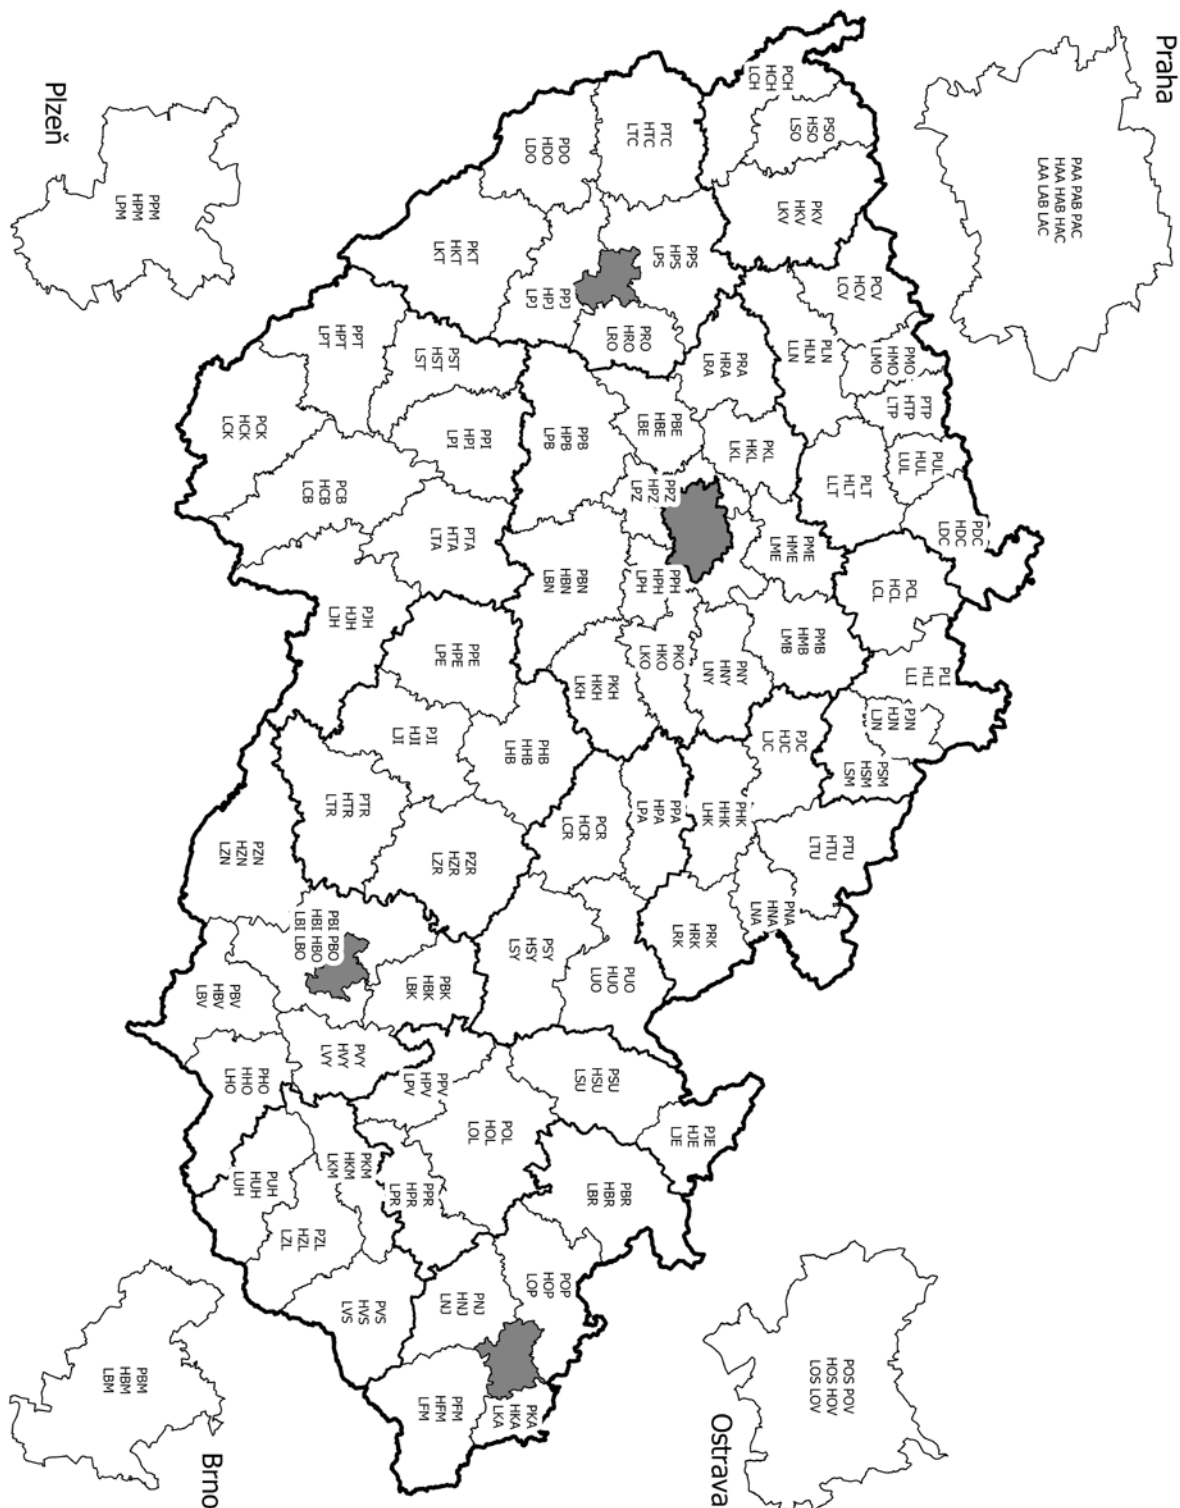 Praha
PAA PAB PAC
HAA HAB HAC
LAA LAB LAC
Plzeň
PPM
HPM
LPM
Brno
PBM
HBM
LBM
Ostrava
POS POV
HOS HOV
LOS LOV
PCH
HCH
LCH
PSO
HSO
LSO
PKV
HKV
LKV
PTC
HTC
LTC
PDO
HDO
LDO
PKT
HKT
LKT
PPS
HPS
LPS
PPJ
HPJ
LPJ
PRO
HRO
LRO
PCV
HCV
LCV
PMO
HMO
LMO
PLN
HLN
LLN
PTP
HTP
LTP
PUL
HUL
LUL
PDC
HDC
LDC
PLT
HLT
LLT
PRA
HRA
LRA
PKL
HKL
LKL
PBE
HBE
LBE
PPB
HPB
LPB
PPZ
HPZ
LPZ
PPH
HPH
LPH
PME
HME
LME
PMB
HMB
LMB
PNY
HNY
LNY
PKO
HKO
LKO
PKH
HKH
LKH
PBN
HBN
LBN
PST
HST
LST
PPT
HPT
LPT
PPI
HPI
LPI
PCK
HCK
LCK
PCB
HCB
LCB
PTA
HTA
LTA
PJH
HJH
LJH
PCL
HCL
LCL
PLI
HLI
LLI
PJN
HJN
LJN
PSM
HSM
LSM
PJC
HJC
LJC
PTU
HTU
LTU
PHK
HHK
LHK
PNA
HNA
LNA
PRK
HRK
LRK
PPA
HPA
LPA
PCR
HCR
LCR
PUO
HUO
LUO
PSY
HSY
LSY
PPE
HPE
LPE
PHB
HHB
LHB
PJI
HJI
LJI
PTR
HTR
LTR
PZR
HZR
LZR
PZN
HZN
LZN
PBI PBO
HBI HBO
LBI LBO
PBK
HBK
LBK
PBV
HBV
LBV
PVY
HVY
LVY
PHO
HHO
LHO
PSU
HSU
LSU
PJE
HJE
LJE
POL
HOL
LOL
PPV
HPV
LPV
PPR
HPR
LPR
PKM
HKM
LKM
PUH
HUH
LUH
PZL
HZL
LZL
PVS
HVS
LVS
PBR
HBR
LBR
POP
HOP
LOP
PNJ
HNJ
LNJ
PFM
HFM
LFM
PKA
HKA
LKA